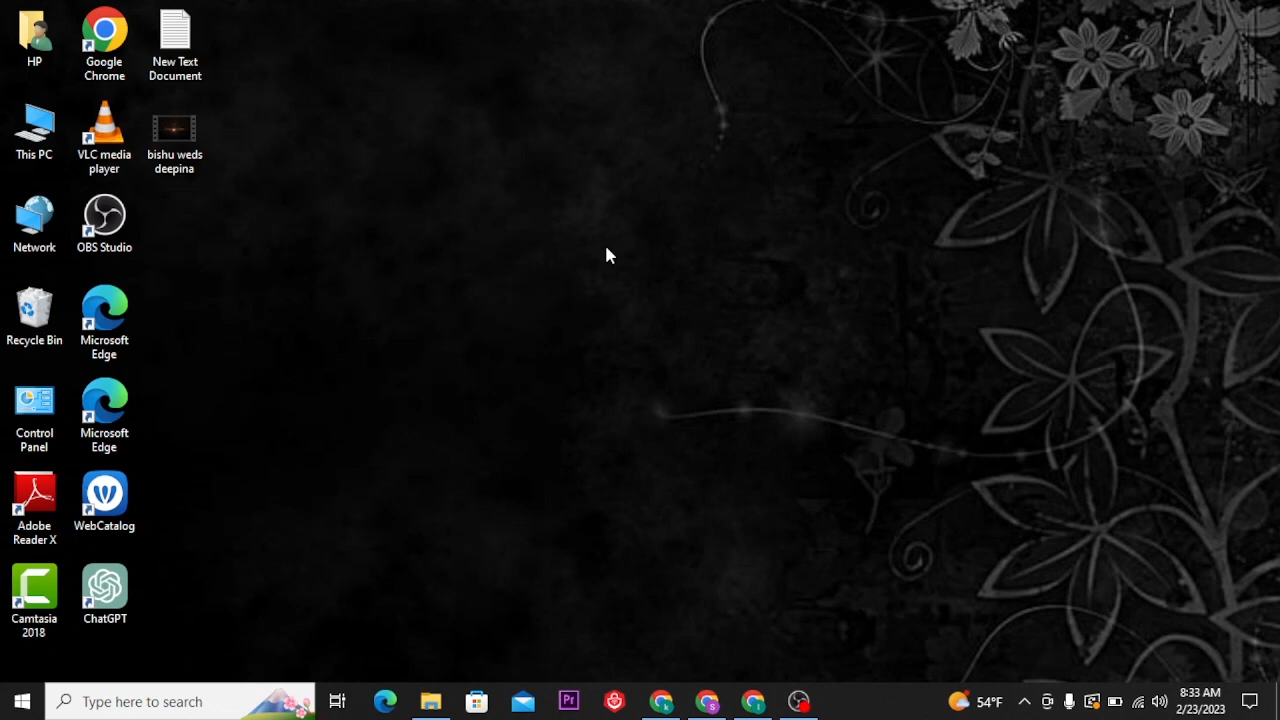 HP
Google
Chrome
New Text
Document
This PC
VLC media
player
bishu weds
deepina
Network
OBS Studio
Recycle Bin
Microsoft
Edge
Control
Panel
Microsoft
Edge
Adobe
Reader X
WebCatalog
Camtasia
2018
ChatGPT
Type here to search
Pr
k
s
t
54°F
8:33 AM
2/23/2023